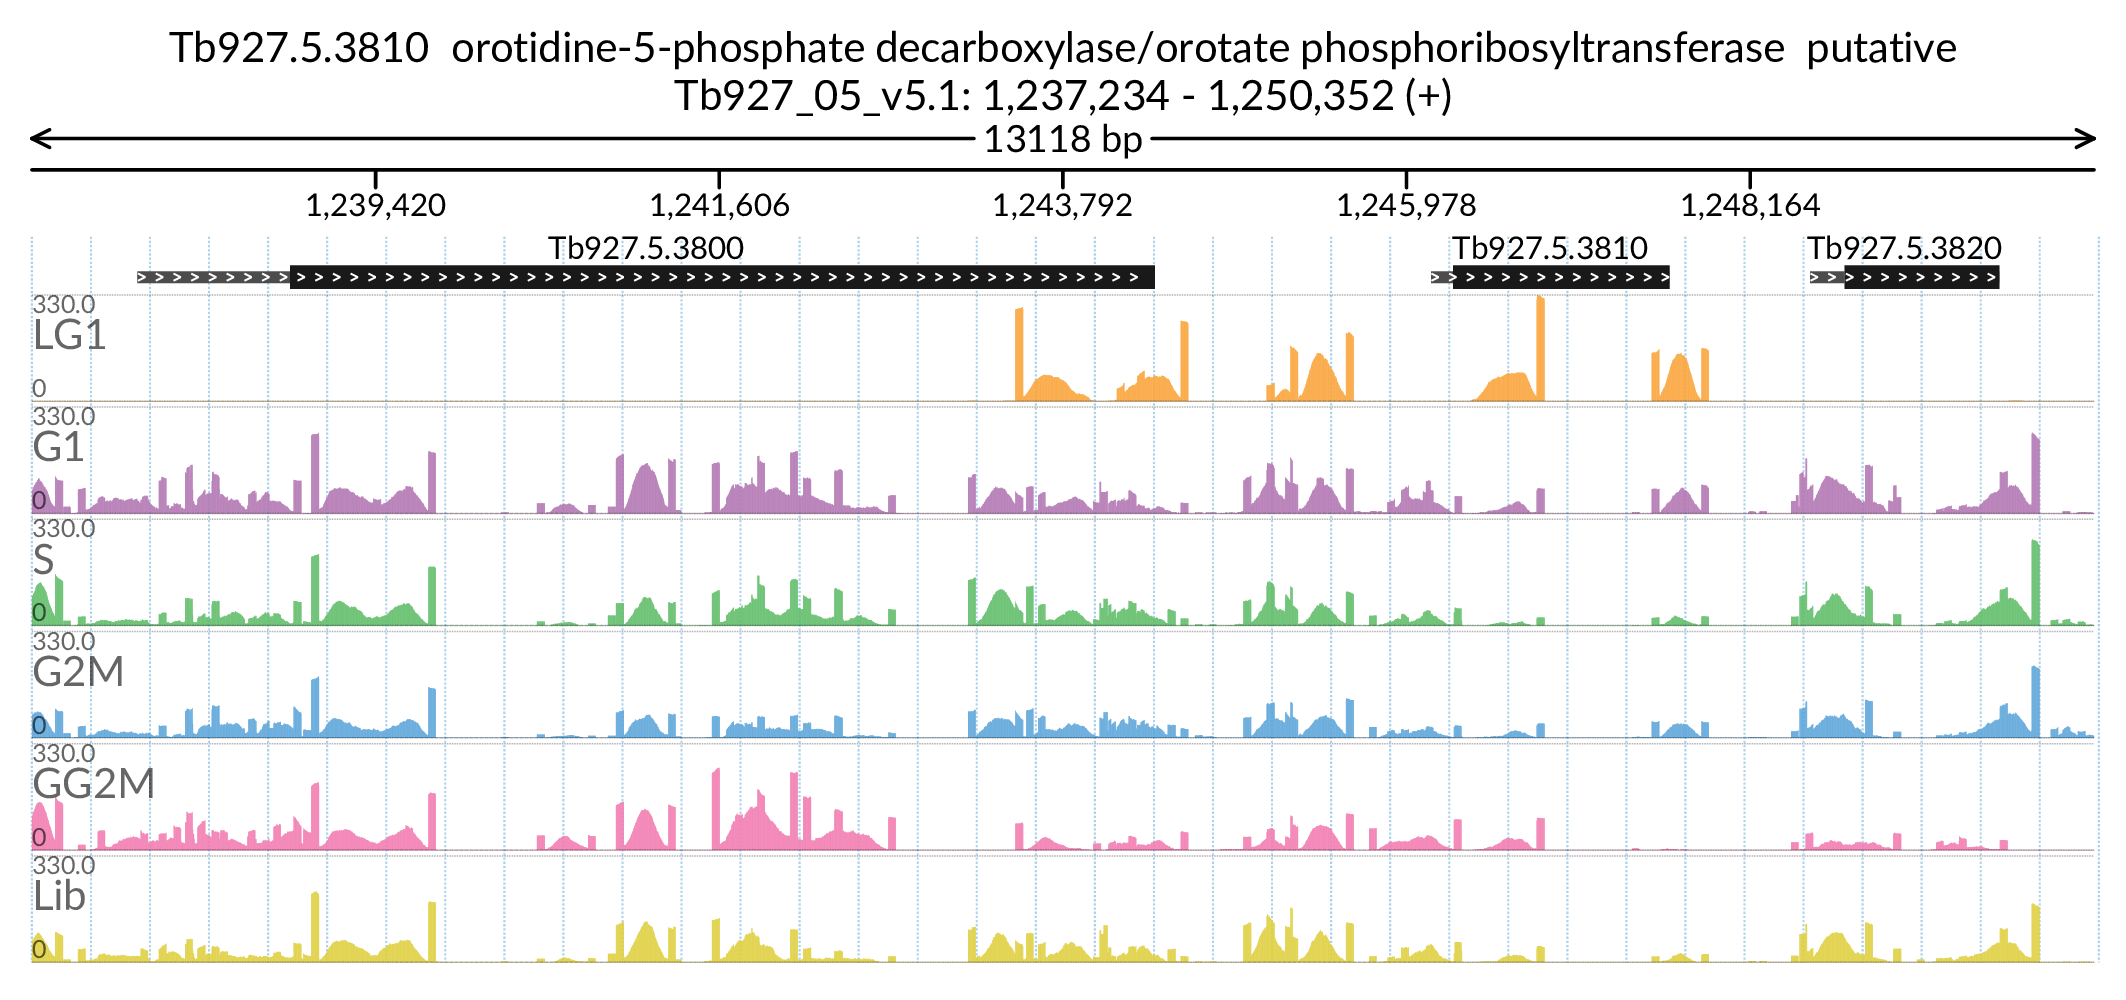 Tb927.5.3810  orotidine-5-phosphate decarboxylase/orotate phosphoribosyltransferase  putative
Tb927_05_v5.1: 1,237,234 - 1,250,352 (+)
13118 bp
1,239,420 1,241,606 1,243,792 1,245,978 1,248,164
Tb927.5.3800 Tb927.5.3810 Tb927.5.3820
330.0
LG1
0
330.0
G1
0
330.0
S
0
330.0
G2M
0
330.0
GG2M
0
330.0
Lib
0